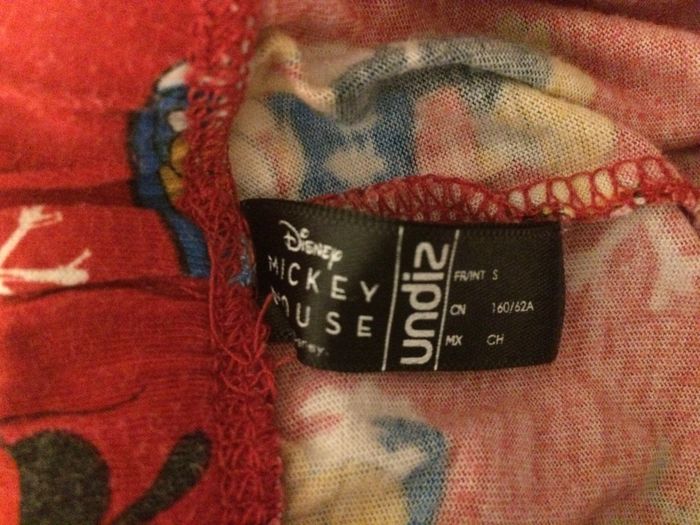 Disney
MICKEY
MOUSE
undiz
FR/INT S
CN 160/62A
MX CH